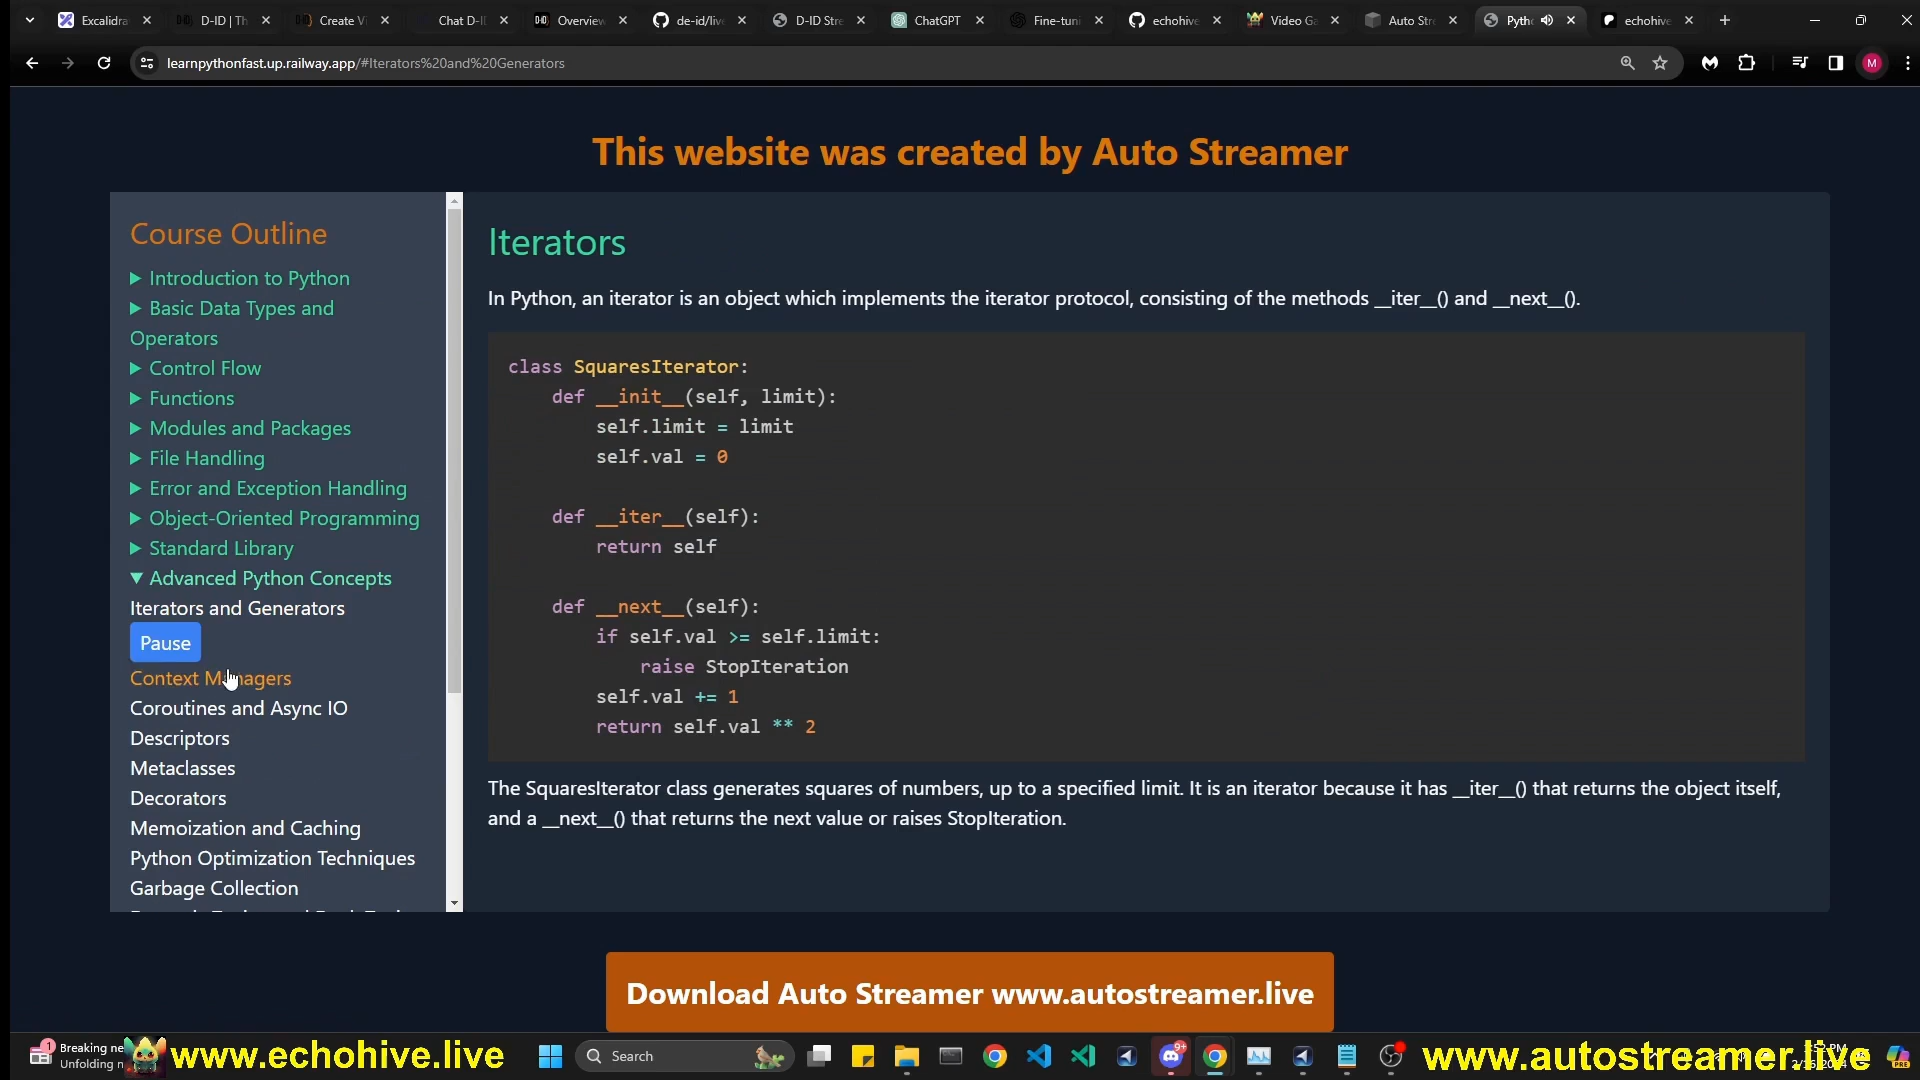 Excalidra
D-ID | Th
Create Vi
Chat D-I
Overview
de-id/live
D-ID Stre
ChatGPT
Fine-tuni
echohive
Video Ga
Auto Str
Pyth
echohive
learnpythonfast.up.railway.app/#Iterators%20and%20Generators
M
This website was created by Auto Streamer
Course Outline
Introduction to Python
Basic Data Types and
Operators
Control Flow
Functions
Modules and Packages
File Handling
Error and Exception Handling
Object-Oriented Programming
Standard Library
Advanced Python Concepts
Iterators and Generators
Pause
Context Managers
Coroutines and Async IO
Descriptors
Metaclasses
Decorators
Memoization and Caching
Python Optimization Techniques
Garbage Collection
Iterators
In Python, an iterator is an object which implements the iterator protocol, consisting of the methods __iter__() and __next__().
class SquaresIterator:
def __init__(self, limit):
self.limit = limit
self.val = 0
def __iter__(self):
return self
def __next__(self):
if self.val >= self.limit:
raise StopIteration
self.val += 1
return self.val ** 2
The SquaresIterator class generates squares of numbers, up to a specified limit. It is an iterator because it has __iter__() that returns the object itself,
and a __next__() that returns the next value or raises StopIteration.
Download Auto Streamer www.autostreamer.live
1
Breaking ne
Unfolding n
www.echohive.live
Search
9+
www.autostreamer.live
PRE